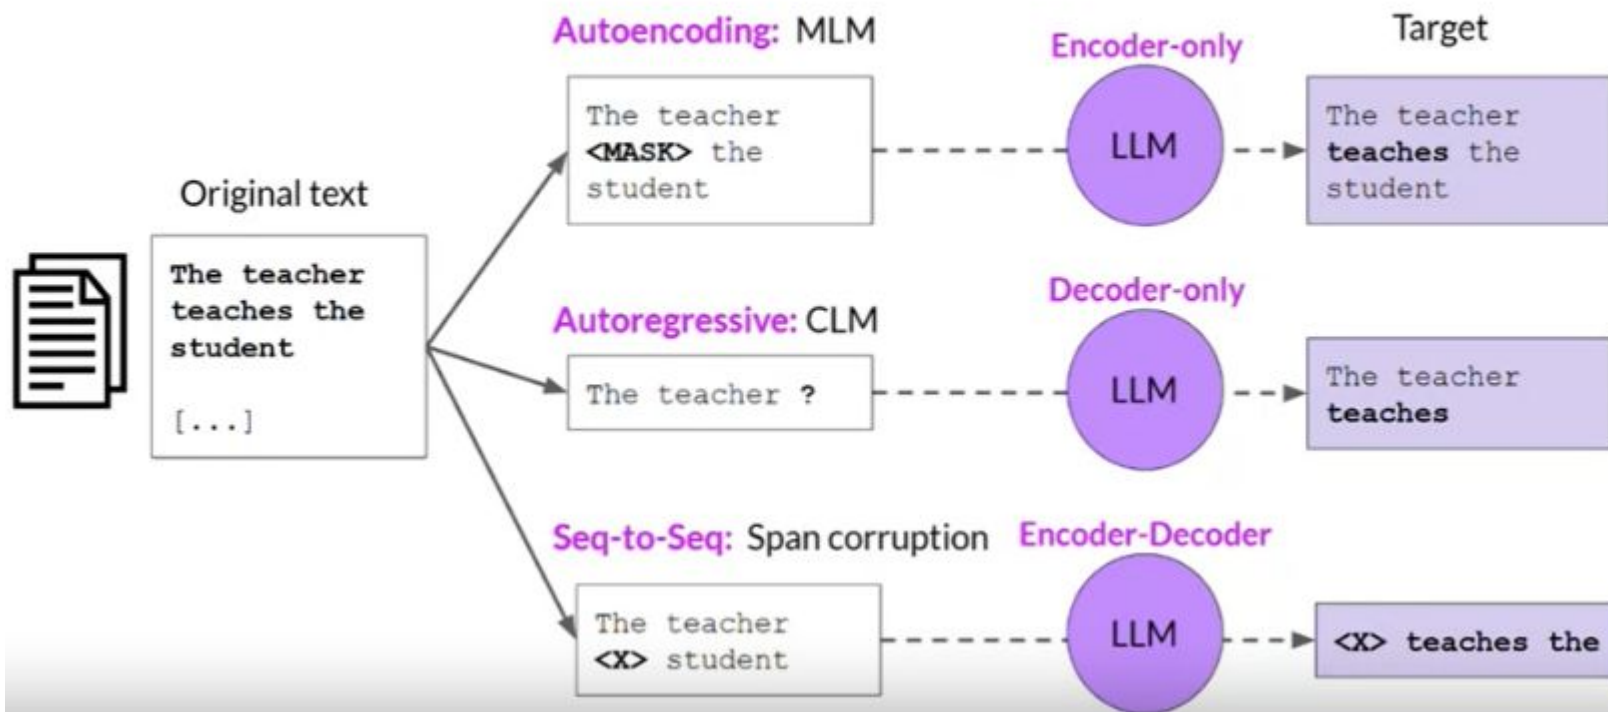 Original text
The teacher
teaches the
student
[...]
Autoencoding: MLM
The teacher
<MASK> the
student
Encoder-only
LLM
Target
The teacher
teaches the
student
Autoregressive: CLM
The teacher ?
Decoder-only
LLM
The teacher
teaches
Seq-to-Seq: Span corruption
The teacher
<X> student
Encoder-Decoder
LLM
<X> teaches the